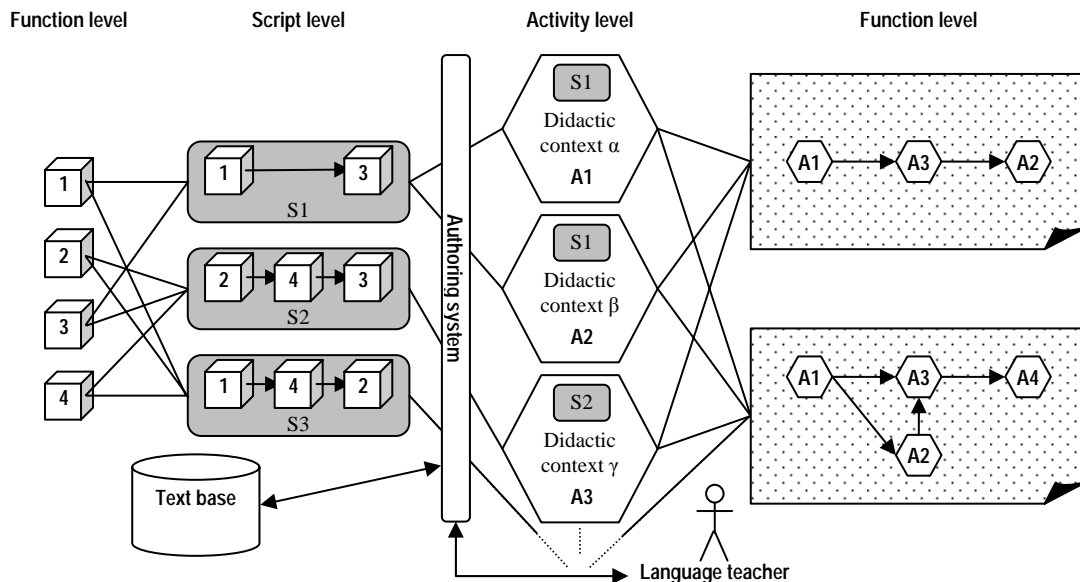 Function level
Script level
Activity level
Function level
1
2
3
4
1
3
S1
2
4
3
S2
1
4
2
S3
Text base
Authoring system
S1
Didactic
context α
A1
S1
Didactic
context β
A2
S2
Didactic
context γ
A3
A1
A3
A2
A1
A3
A4
A2
Language teacher